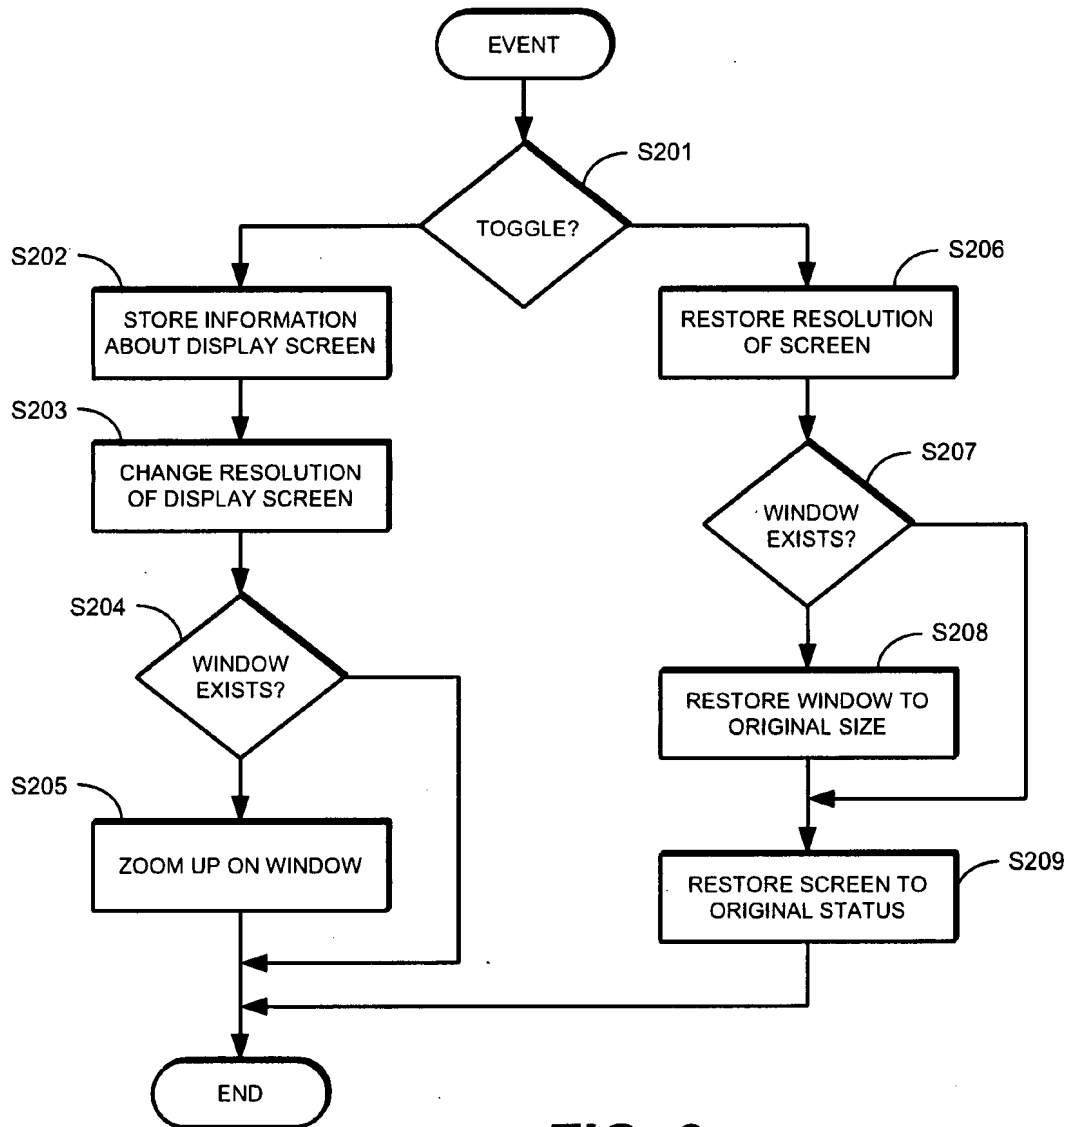 EVENT
S201
TOGGLE?
S202
STORE INFORMATION
ABOUT DISPLAY SCREEN
S206
RESTORE RESOLUTION
OF SCREEN
S203
CHANGE RESOLUTION
OF DISPLAY SCREEN
S207
WINDOW
EXISTS?
S204
WINDOW
EXISTS?
S208
RESTORE WINDOW TO
ORIGINAL SIZE
S205
ZOOM UP ON WINDOW
S209
RESTORE SCREEN TO
ORIGINAL STATUS
END